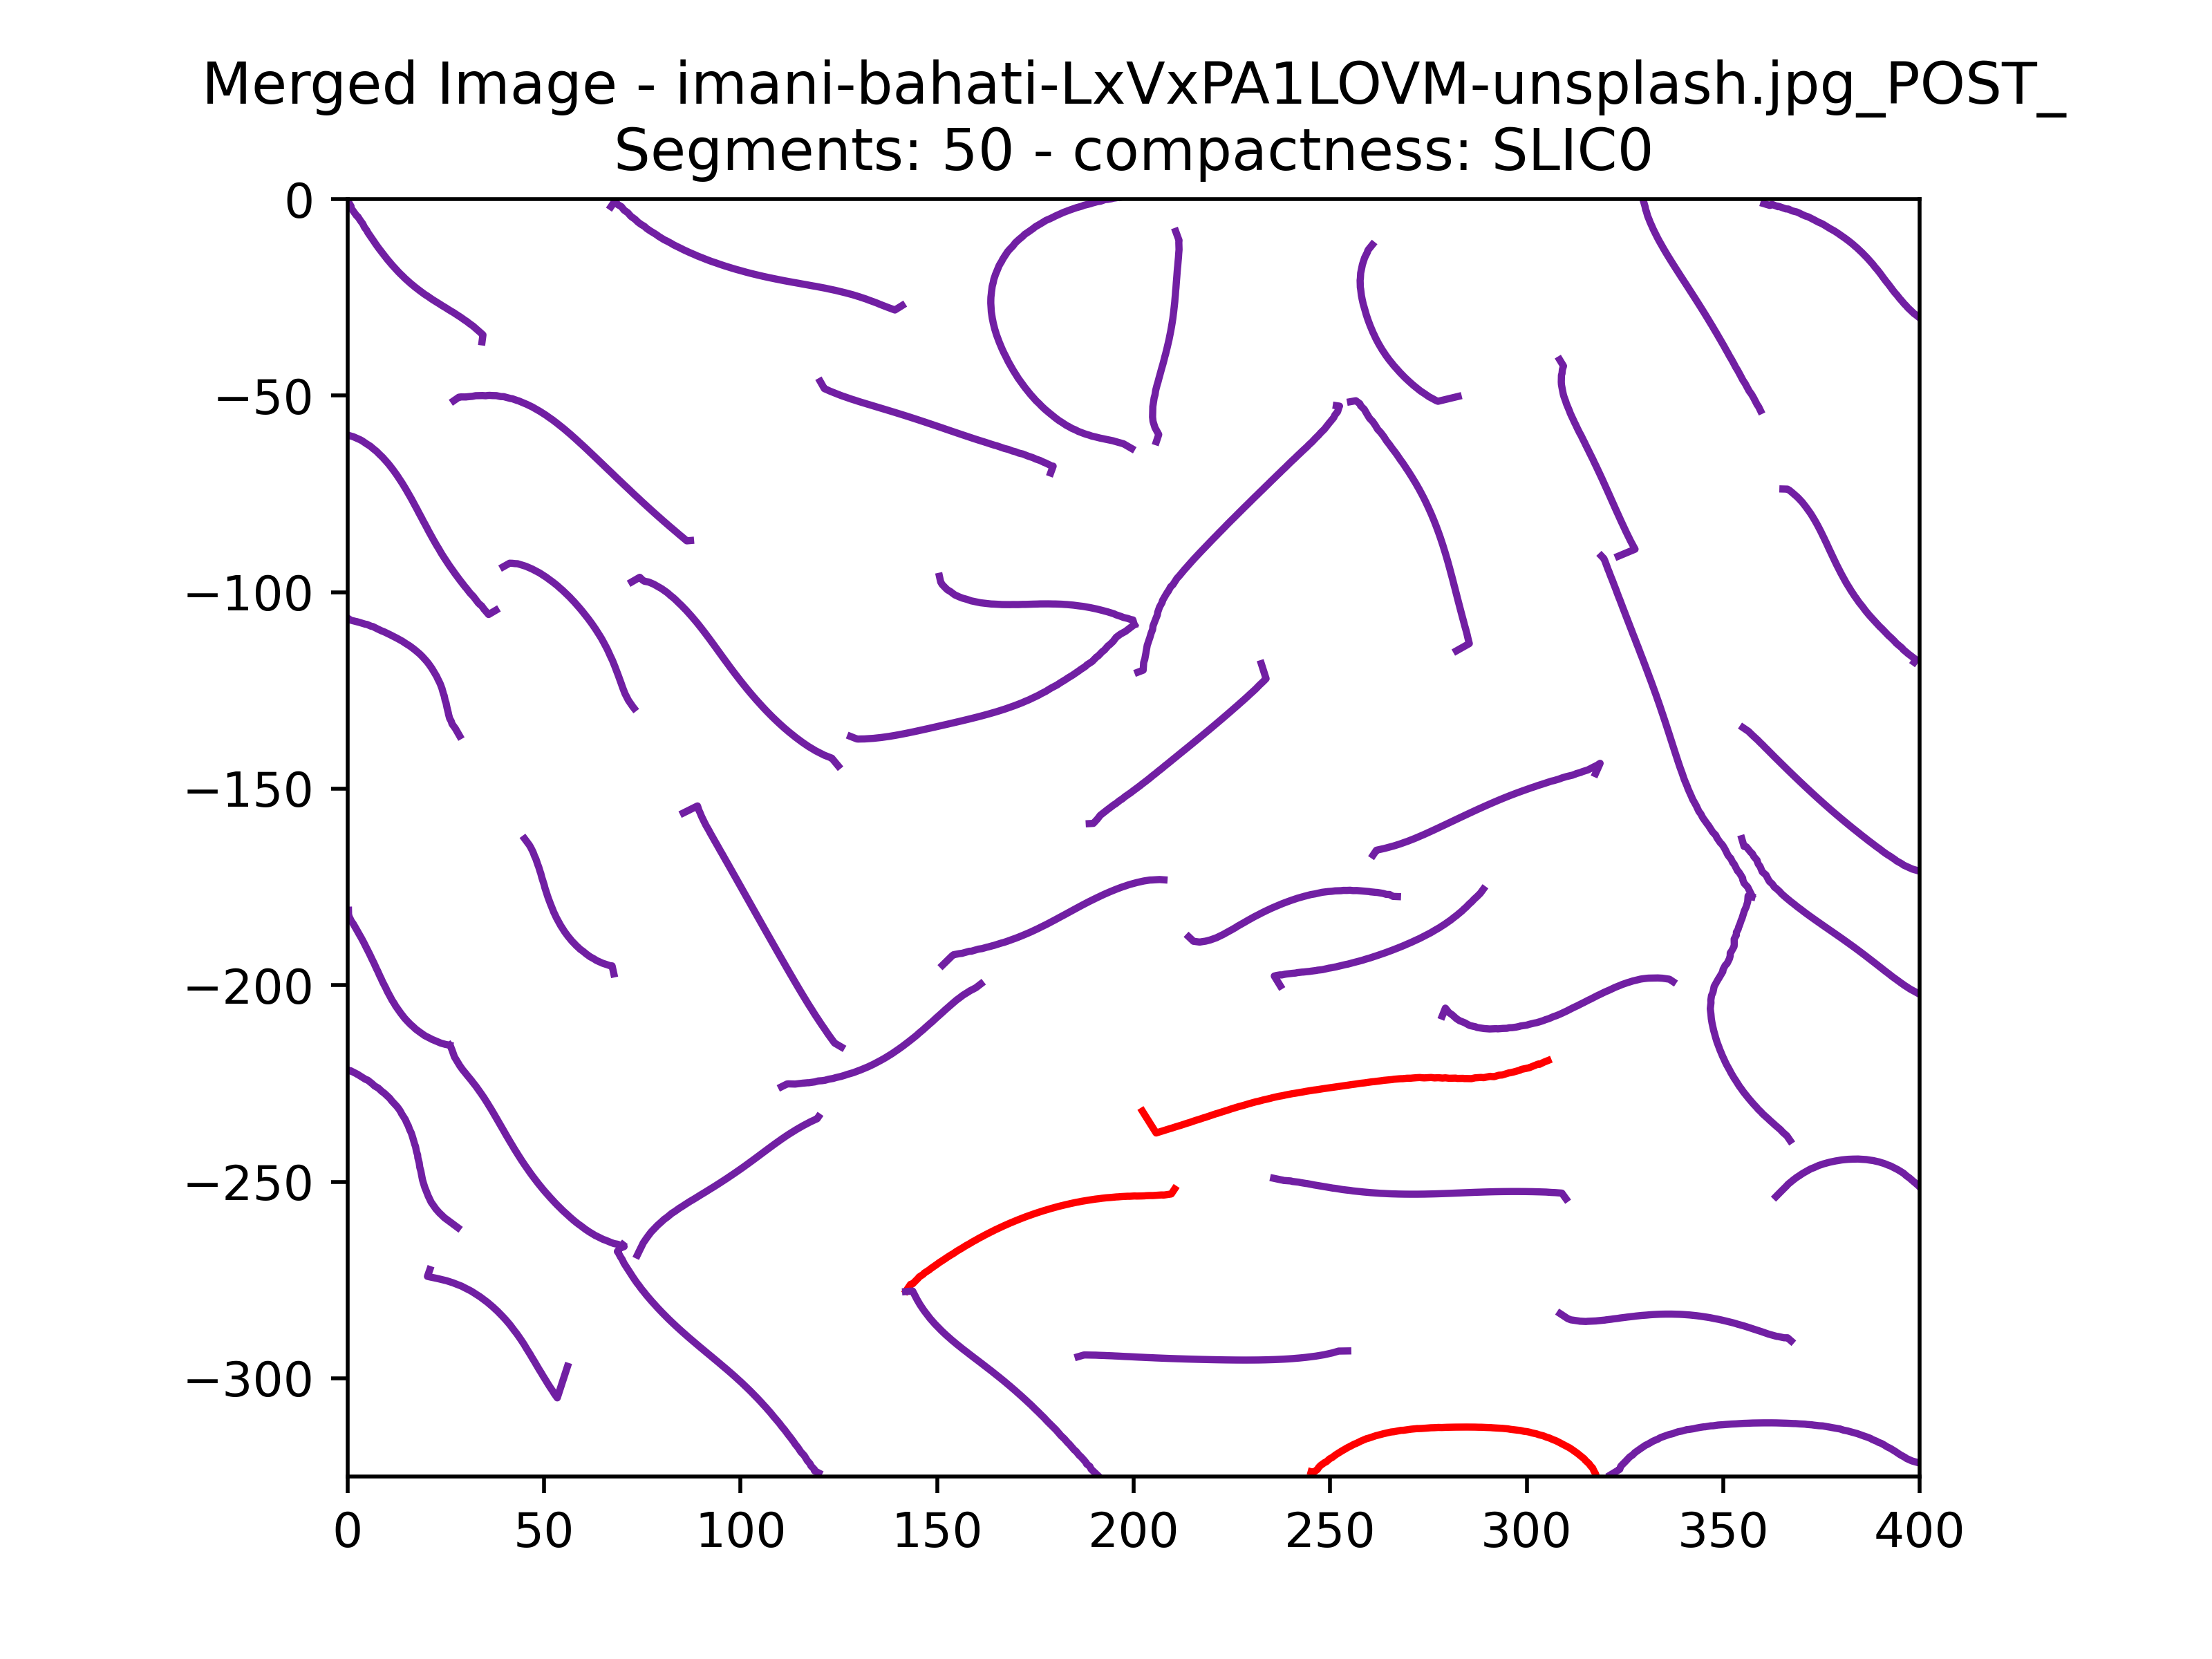 Merged Image - imani-bahati-LxVxPA1LOVM-unsplash.jpg_POST_
Segments: 50 - compactness: SLIC0
0
−50
−100
−150
−200
−250
−300
0 50 100 150 200 250 300 350 400